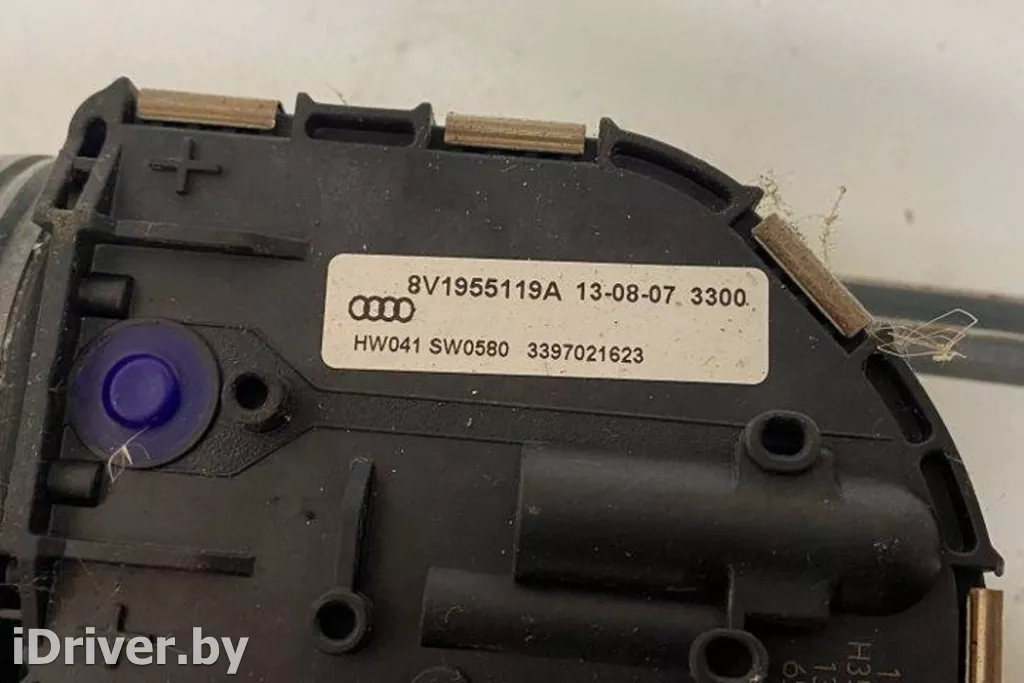 8V1955119A 13-08-07 3300
HW041 SW0580 3397021623
iDriver.by